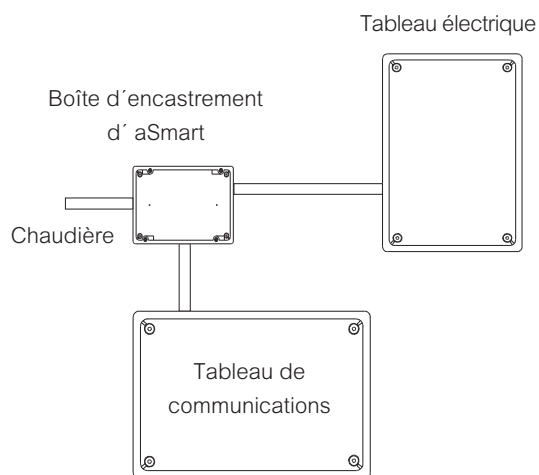 Tableau électrique
Boîte d´encastrement
d´ aSmart
Chaudière
Tableau de
communications